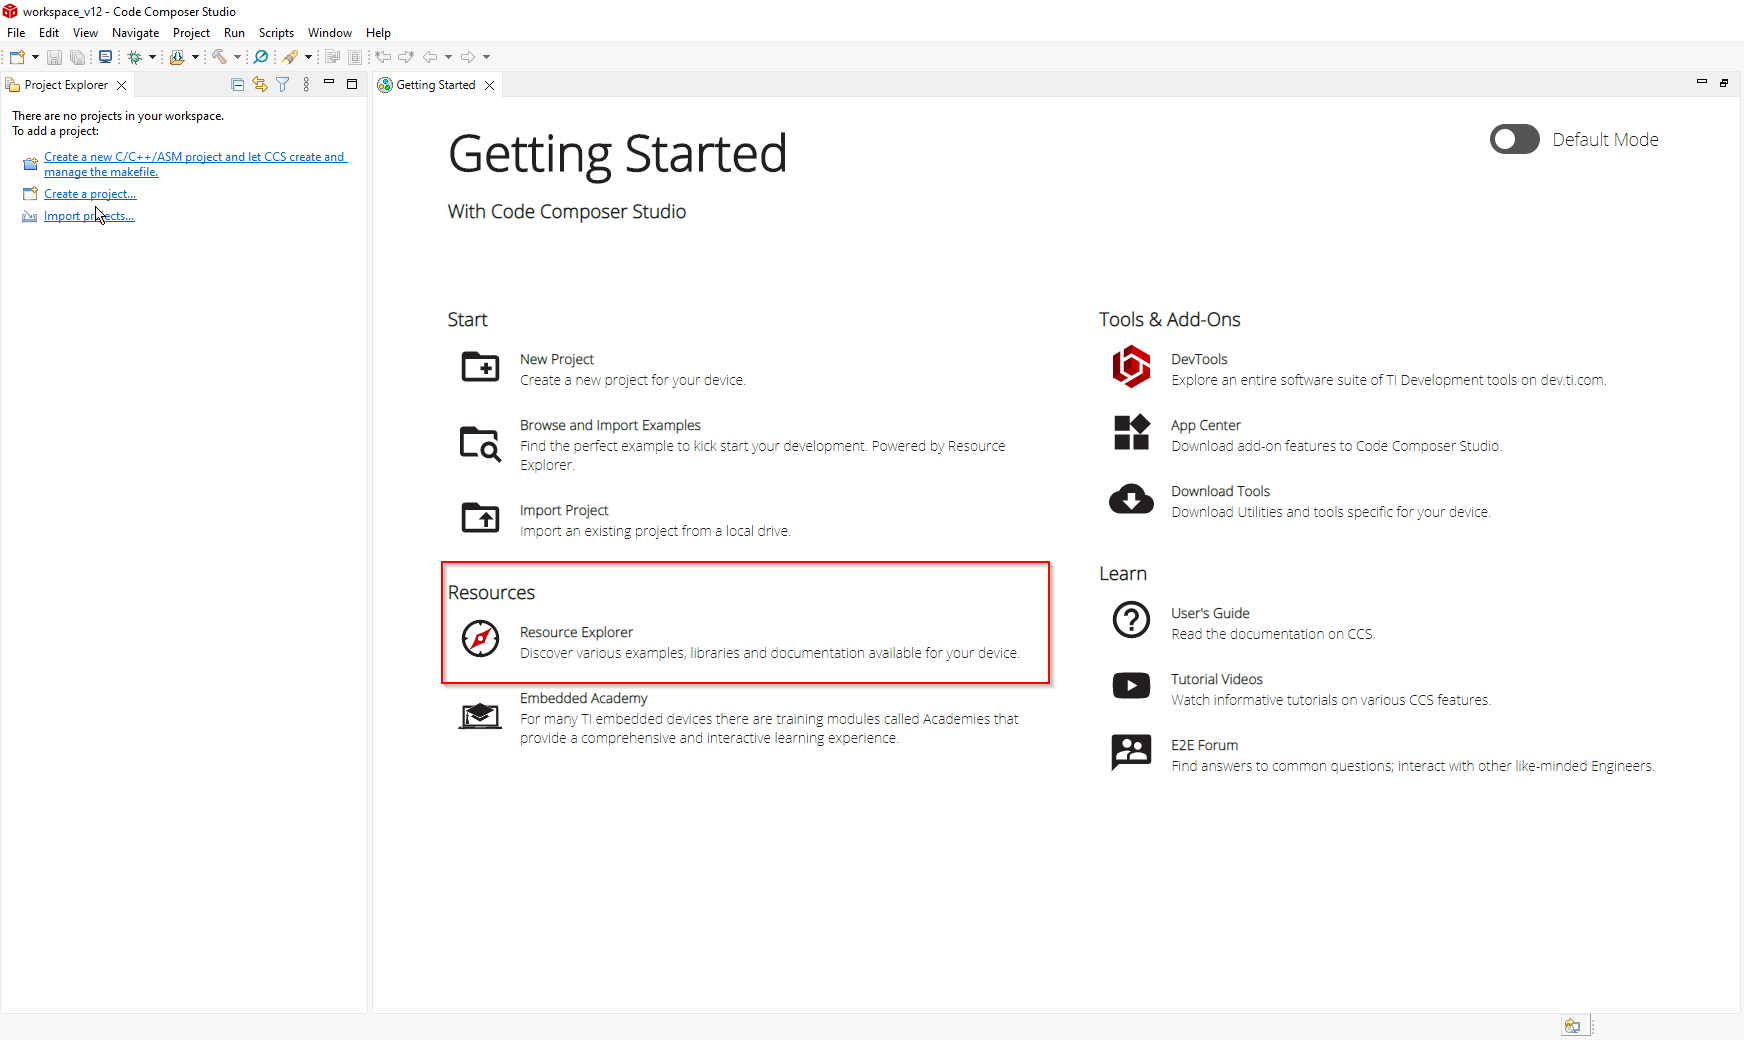 workspace_v12 - Code Composer Studio
File Edit View Navigate Project Run Scripts Window Help
Project Explorer
There are no projects in your workspace.
To add a project:
Create a new C/C++/ASM project and let CCS create and
manage the makefile.
Create a project...
Import projects...
Getting Started
Getting Started
Default Mode
With Code Composer Studio
Start
New Project
Create a new project for your device.
Browse and Import Examples
Find the perfect example to kick start your development. Powered by Resource
Explorer.
Import Project
Import an existing project from a local drive.
Resources
Resource Explorer
Discover various examples, libraries and documentation available for your device.
Embedded Academy
For many TI embedded devices there are training modules called Academies that
provide a comprehensive and interactive learning experience.
Tools & Add-Ons
DevTools
Explore an entire software suite of TI Development tools on dev.ti.com.
App Center
Download add-on features to Code Composer Studio.
Download Tools
Download Utilities and tools specific for your device.
Learn
User's Guide
Read the documentation on CCS.
Tutorial Videos
Watch informative tutorials on various CCS features.
E2E Forum
Find answers to common questions; interact with other like-minded Engineers.